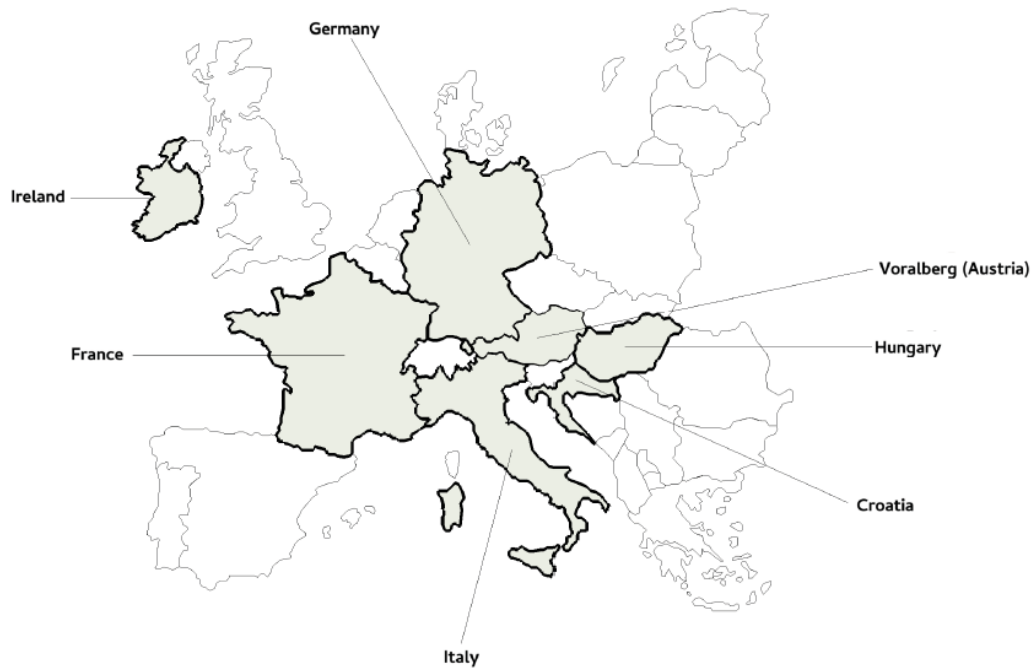 Germany
Ireland
Voralberg (Austria)
France
Hungary
Croatia
Italy